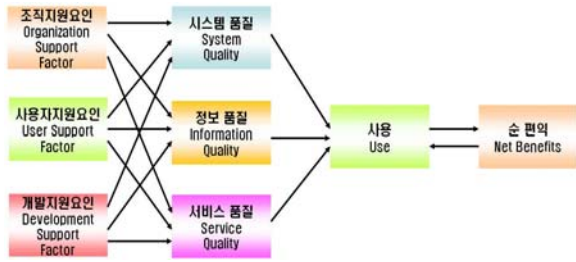 조직지원요인
Organization
Support
Factor
시스템 품질
System
Quality
사용자지원요인
User Support
Factor
정보 품질
Information
Quality
사용
Use
순 편익
Net Benefits
개발지원요인
Development
Support
Factor
서비스 품질
Service
Quality